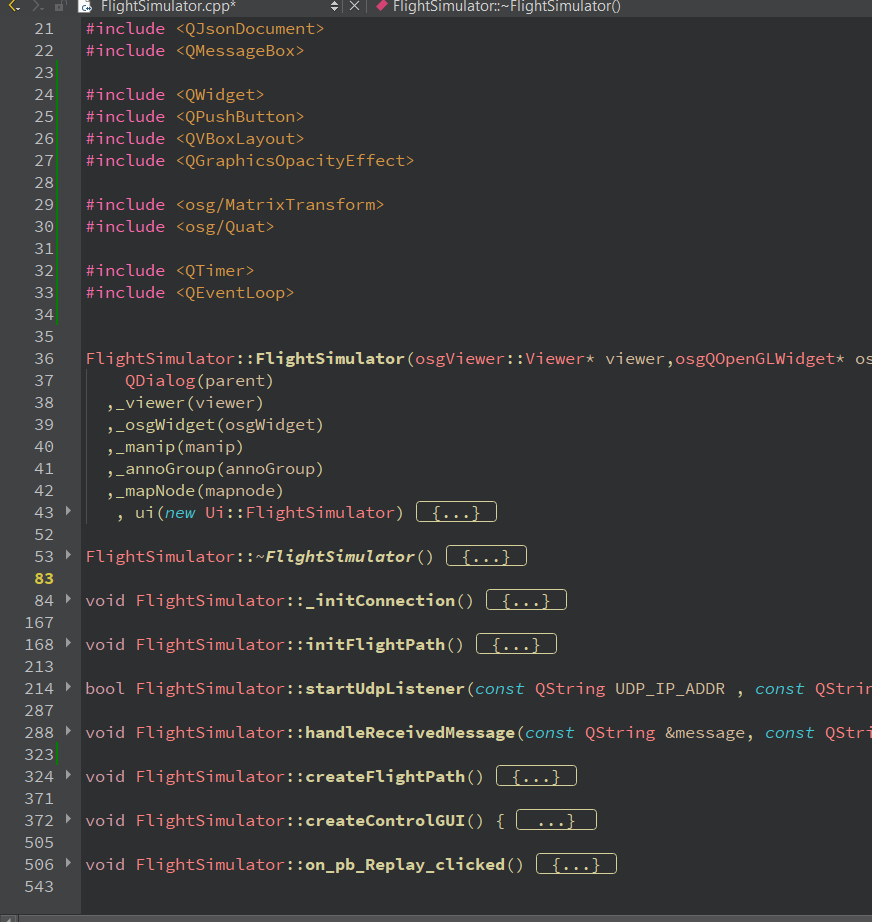 FlightSimulator.cpp* FlightSimulator::~FlightSimulator()
21 #include <QJsonDocument>
22 #include <QMessageBox>
23
24 #include <QWidget>
25 #include <QPushButton>
26 #include <QVBoxLayout>
27 #include <QGraphicsOpacityEffect>
28
29 #include <osg/MatrixTransform>
30 #include <osg/Quat>
31
32 #include <QTimer>
33 #include <QEventLoop>
34
35
36 FlightSimulator::FlightSimulator(osgViewer::Viewer* viewer,osgQOpenGLWidget* os
37 QDialog(parent)
38 ,_viewer(viewer)
39 ,_osgWidget(osgWidget)
40 ,_manip(manip)
41 ,_annoGroup(annoGroup)
42 ,_mapNode(mapnode)
43 , ui(new Ui::FlightSimulator) {...}
52
53 FlightSimulator::~FlightSimulator() {...}
83
84 void FlightSimulator::_initConnection() {...}
167
168 void FlightSimulator::initFlightPath() {...}
213
214 bool FlightSimulator::startUdpListener(const QString UDP_IP_ADDR , const QStrin
287
288 void FlightSimulator::handleReceivedMessage(const QString &message, const QStri
323
324 void FlightSimulator::createFlightPath() {...}
371
372 void FlightSimulator::createControlGUI() { ...}
505
506 void FlightSimulator::on_pb_Replay_clicked() {...}
543